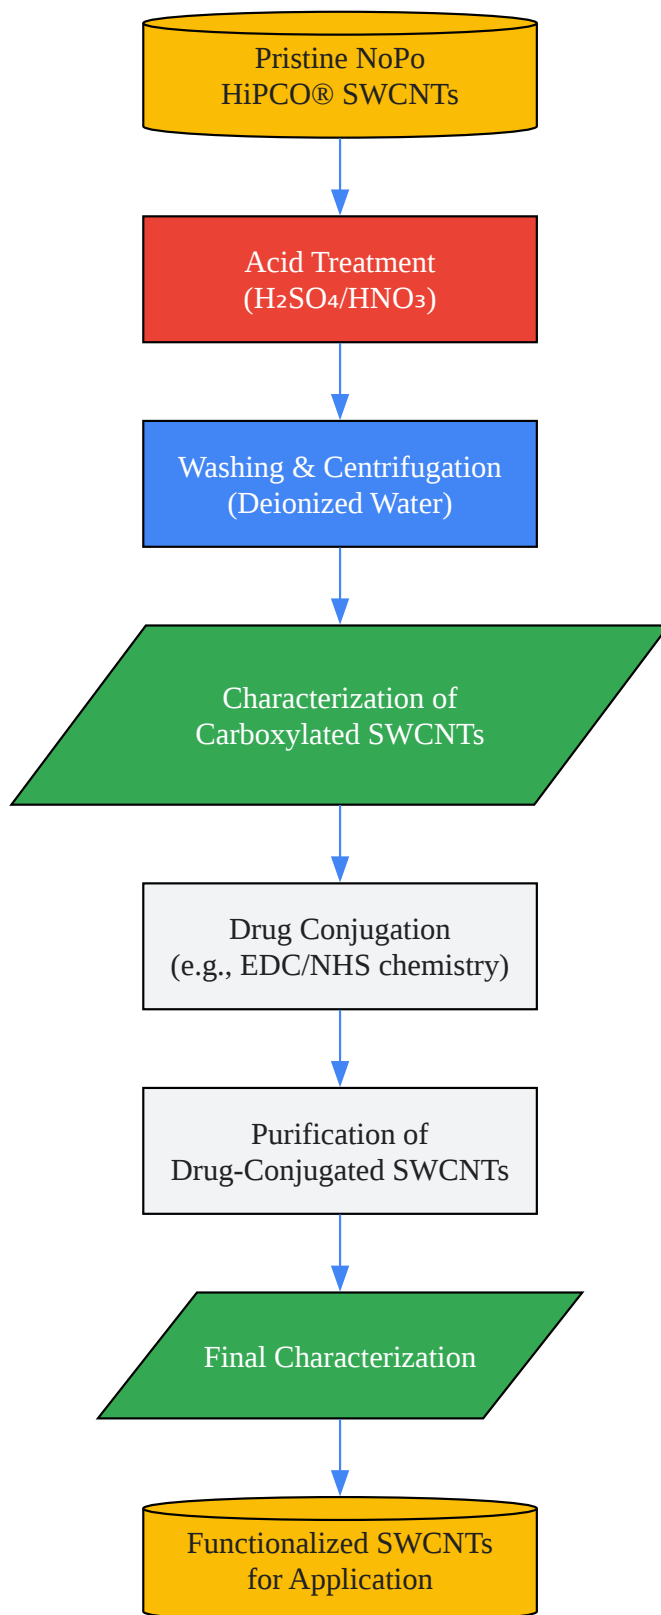 Pristine NoPo
HiPCO® SWCNTs
Acid Treatment
(H₂SO₄/HNO₃)
Washing & Centrifugation
(Deionized Water)
Characterization of
Carboxylated SWCNTs
Drug Conjugation
(e.g., EDC/NHS chemistry)
Purification of
Drug-Conjugated SWCNTs
Final Characterization
Functionalized SWCNTs
for Application